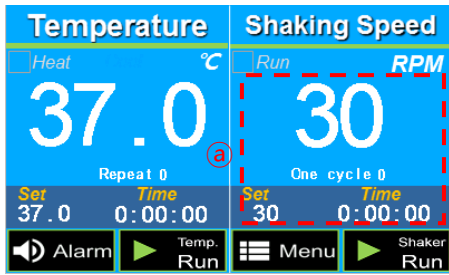 Temperature
Heat
℃
37.0
Repeat 0
Set
Time
37.0
0:00:00
Alarm
Temp. Run
ⓐ
Shaking Speed
Run
RPM
30
One cycle 0
Set
Time
30
0:00:00
Menu
Shaker Run